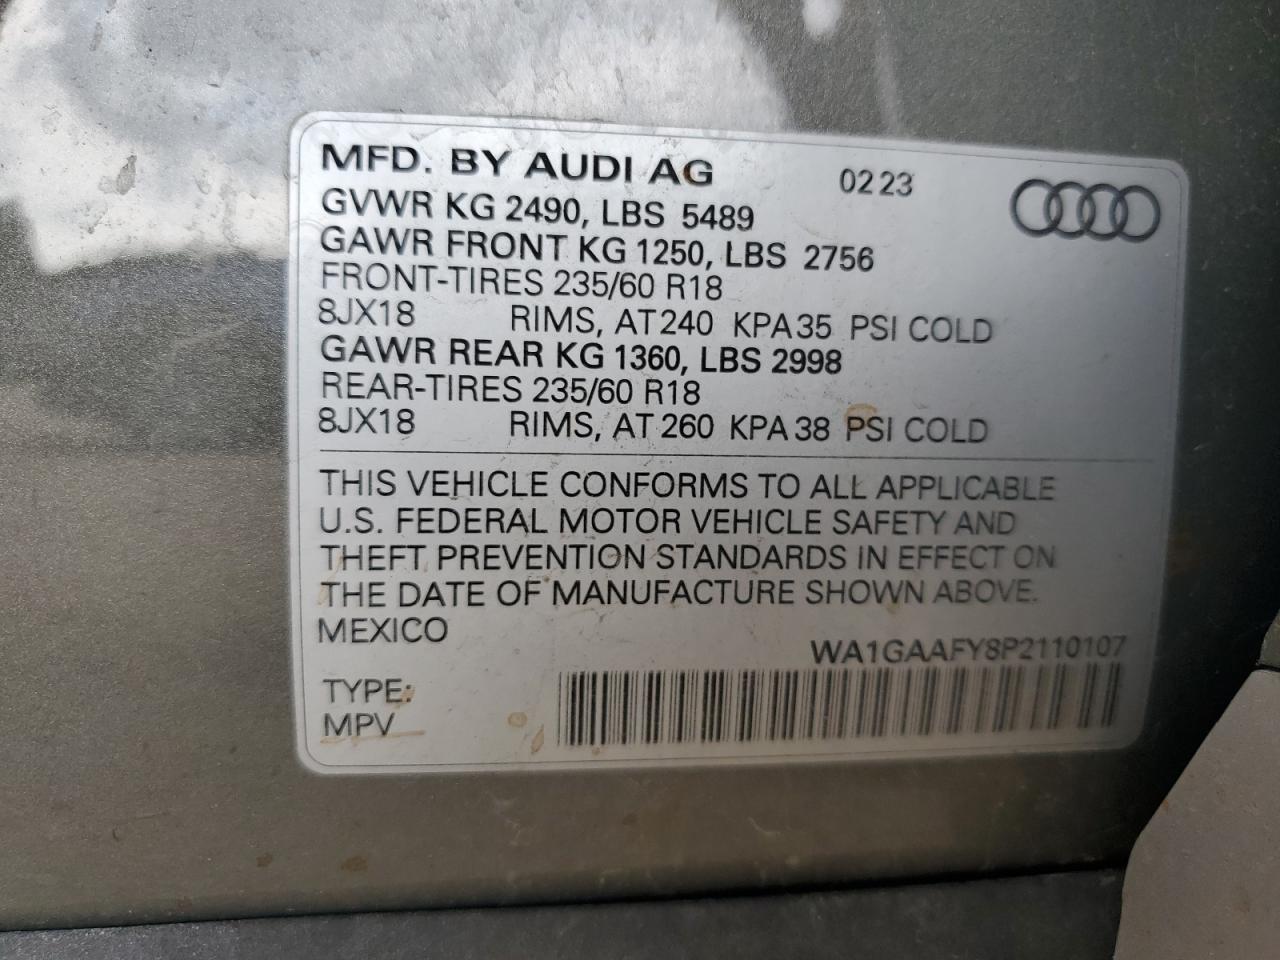 MFD. BY AUDI AG 02 23
GVWR KG 2490, LBS 5489
GAWR FRONT KG 1250, LBS 2756
FRONT-TIRES 235/60 R18
8JX18 RIMS, AT 240 KPA 35 PSI COLD
GAWR REAR KG 1360, LBS 2998
REAR-TIRES 235/60 R18
8JX18 RIMS, AT 260 KPA 38 PSI COLD
THIS VEHICLE CONFORMS TO ALL APPLICABLE
U.S. FEDERAL MOTOR VEHICLE SAFETY AND
THEFT PREVENTION STANDARDS IN EFFECT ON
THE DATE OF MANUFACTURE SHOWN ABOVE.
MEXICO
WA1GAAFY8P2110107
TYPE:
MPV